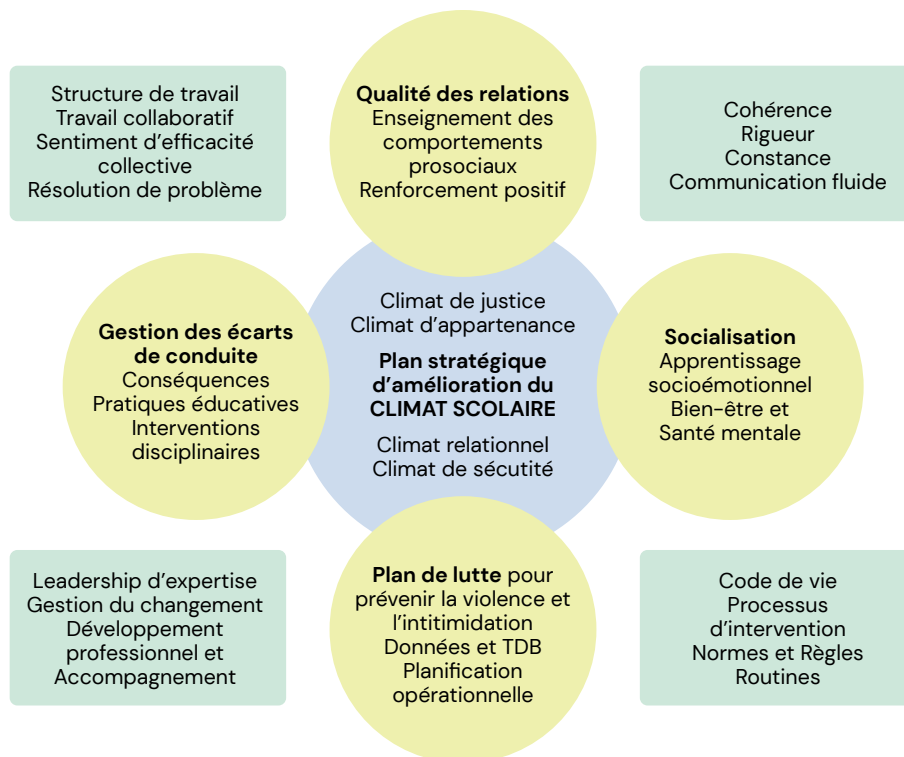 Structure de travail
Travail collaboratif
Sentiment d'efficacité
collective
Résolution de problème
Qualité des relations
Enseignement des
comportements
prosociaux
Renforcement positif
Cohérence
Rigueur
Constance
Communication fluide
Gestion des écarts
de conduite
Conséquences
Pratiques éducatives
Interventions
disciplinaires
Climat de justice
Climat d'appartenance
Plan stratégique
d'amélioration du
CLIMAT SCOLAIRE
Climat relationnel
Climat de sécutité
Socialisation
Apprentissage
socioémotionnel
Bien-être et
Santé mentale
Leadership d'expertise
Gestion du changement
Développement
professionnel et
Accompagnement
Plan de lutte pour
prévenir la violence et
l'intitimidation
Données et TDB
Planification
opérationnelle
Code de vie
Processus
d'intervention
Normes et Règles
Routines